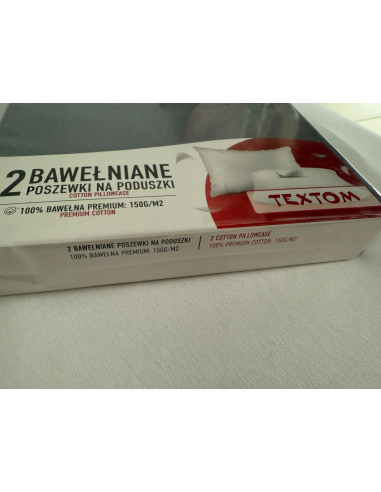 2 BAWEŁNIANE
POSZEWKI NA PODUSZKI
COTTON PILLOWCASE
100% BAWEŁNA PREMIUM: 150G/M2
PREMIUM COTTON
TEXTOM
2 BAWEŁNIANE POSZEWKI NA PODUSZKI
100% BAWEŁNA PREMIUM: 150G/M2
2 COTTON PILLOWCASE
100% PREMIUM COTTON: 150G/M2